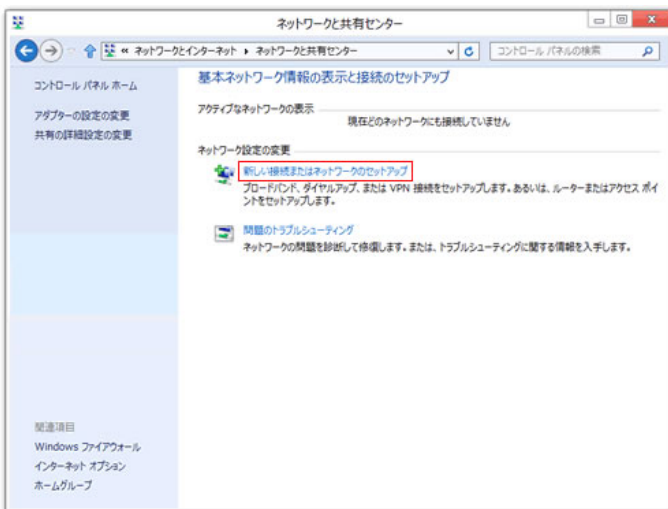 ネットワークと共有センター
« ネットワークとインターネット ▸ ネットワークと共有センター
コントロール パネルの検索
コントロール パネル ホーム
アダプターの設定の変更
共有の詳細設定の変更
基本ネットワーク情報の表示と接続のセットアップ
アクティブなネットワークの表示
現在どのネットワークにも接続していません
ネットワーク設定の変更
新しい接続またはネットワークのセットアップ
ブロードバンド、ダイヤルアップ、または VPN 接続をセットアップします。あるいは、ルーターまたはアクセス ポイ
ントをセットアップします。
問題のトラブルシューティング
ネットワークの問題を診断して修復します。または、トラブルシューティングに関する情報を入手します。
関連項目
Windows ファイアウォール
インターネット オプション
ホームグループ